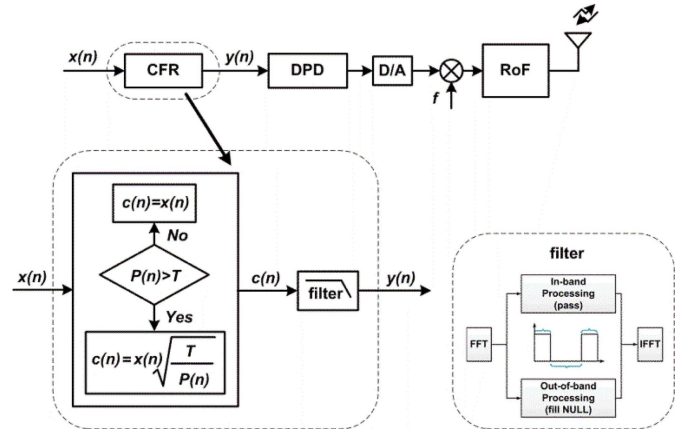 x(n)
CFR
y(n)
DPD
D/A
f
RoF
c(n)=x(n)
No
P(n)>T
Yes
c(n)=x(n)√(T/P(n))
x(n)
c(n)
filter
y(n)
filter
FFT
In-band
Processing
(pass)
Out-of-band
Processing
(fill NULL)
IFFT